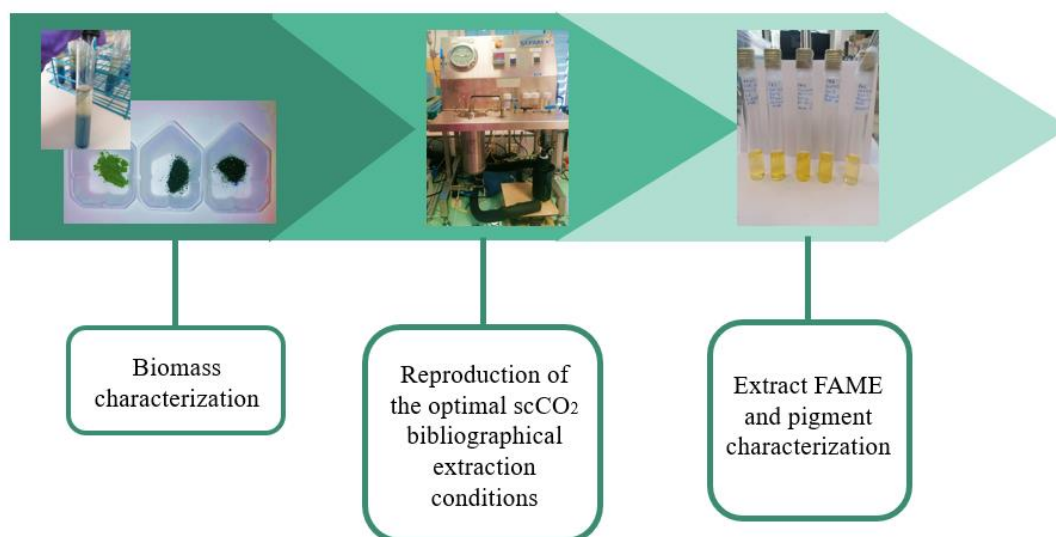 Biomass
characterization
Reproduction of
the optimal scCO₂
bibliographical
extraction
conditions
Extract FAME
and pigment
characterization